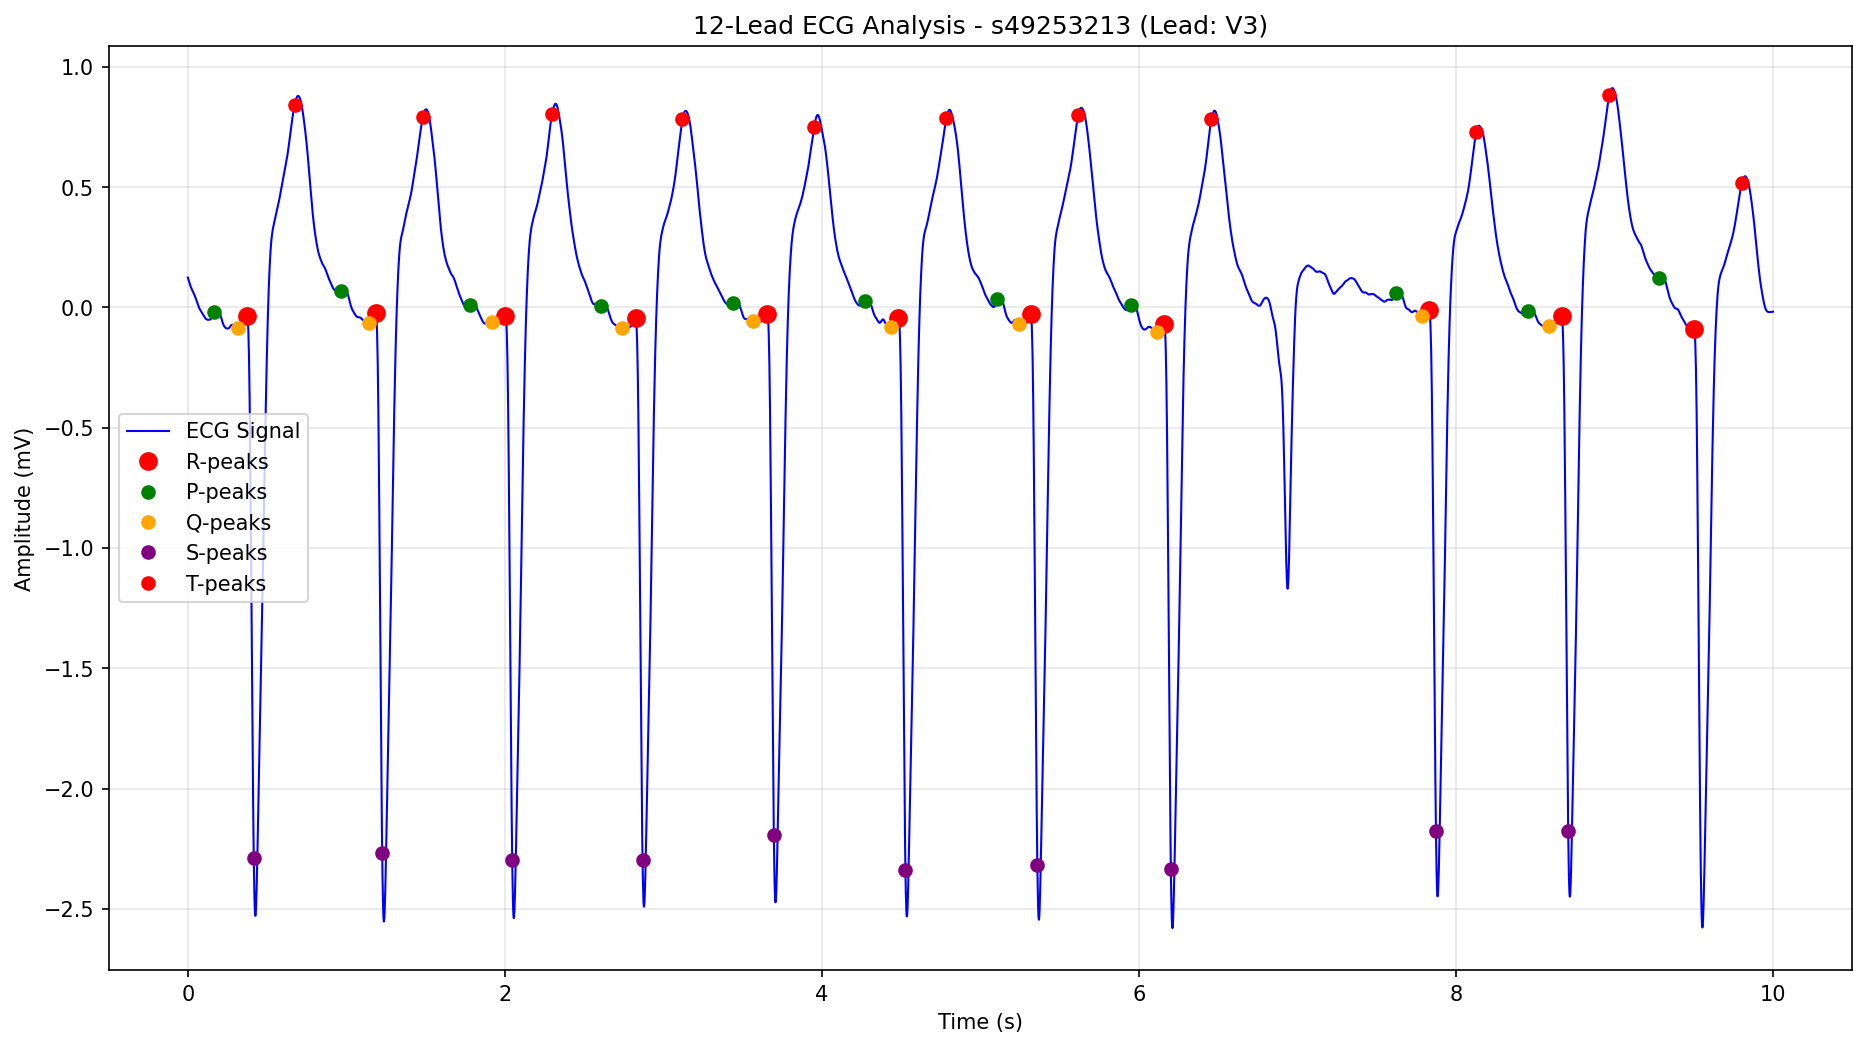 12-Lead ECG Analysis - s49253213 (Lead: V3)
1.0
0.5
0.0
−0.5
−1.0
−1.5
−2.0
−2.5
Amplitude (mV)
ECG Signal
R-peaks
P-peaks
Q-peaks
S-peaks
T-peaks
0 2 4 6 8 10
Time (s)